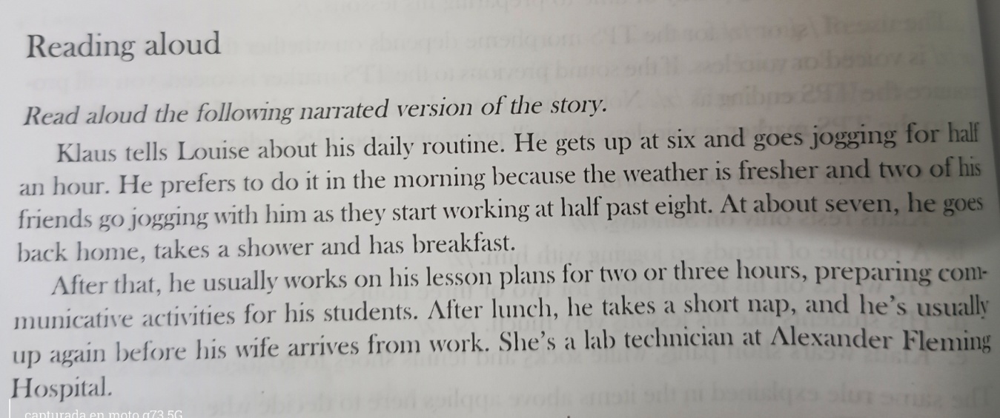 Reading aloud
Read aloud the following narrated version of the story.
Klaus tells Louise about his daily routine. He gets up at six and goes jogging for half
an hour. He prefers to do it in the morning because the weather is fresher and two of his
friends go jogging with him as they start working at half past eight. At about seven, he goes
back home, takes a shower and has breakfast.
After that, he usually works on his lesson plans for two or three hours, preparing com-
municative activities for his students. After lunch, he takes a short nap, and he's usually
up again before his wife arrives from work. She's a lab technician at Alexander Fleming
Hospital.
capturada en moto g73 5G